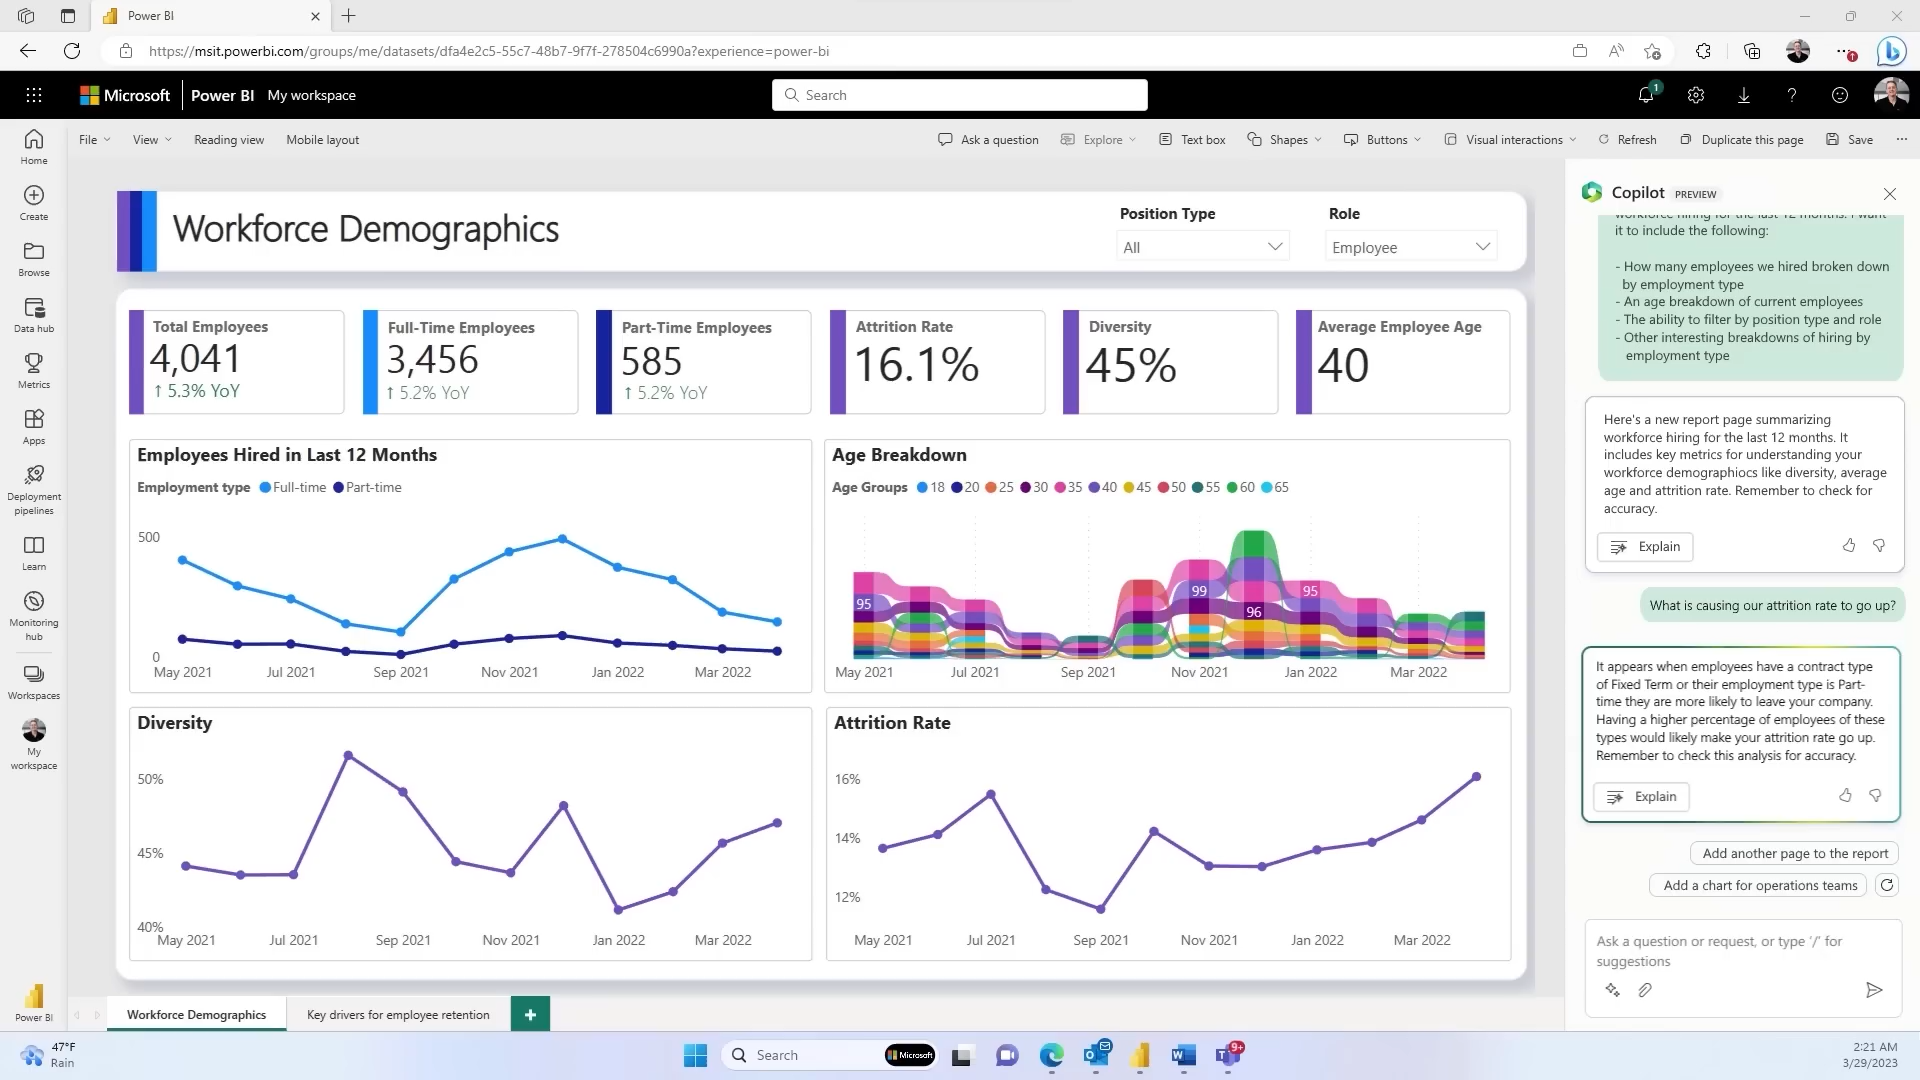 Power BI
https://msit.powerbi.com/groups/me/datasets/dfa4e2c5-55c7-48b7-9f7f-278504c6990a?experience=power-bi
1
Microsoft Power BI My workspace
Search
1
File View Reading view Mobile layout
Ask a question Explore Text box Shapes Buttons Visual interactions Refresh Duplicate this page Save
Home
Create
Browse
Data hub
Metrics
Apps
Deployment
pipelines
Learn
Monitoring
hub
Workspaces
My
workspace
Power BI
Workforce Demographics
Position Type
All
Role
Employee
Total Employees
4,041
↑ 5.3% YoY
Full-Time Employees
3,456
↑ 5.2% YoY
Part-Time Employees
585
↑ 5.2% YoY
Attrition Rate
16.1%
Diversity
45%
Average Employee Age
40
Employees Hired in Last 12 Months
Employment type Full-time Part-time
500
0
May 2021 Jul 2021 Sep 2021 Nov 2021 Jan 2022 Mar 2022
Age Breakdown
Age Groups 18 20 25 30 35 40 45 50 55 60 65
95
99
96
95
May 2021 Jul 2021 Sep 2021 Nov 2021 Jan 2022 Mar 2022
Diversity
50%
45%
40%
May 2021 Jul 2021 Sep 2021 Nov 2021 Jan 2022 Mar 2022
Attrition Rate
16%
14%
12%
May 2021 Jul 2021 Sep 2021 Nov 2021 Jan 2022 Mar 2022
Workforce Demographics Key drivers for employee retention +
Copilot PREVIEW
workforce hiring for the last 12 months. I want
it to include the following:
- How many employees we hired broken down
by employment type
- An age breakdown of current employees
- The ability to filter by position type and role
- Other interesting breakdowns of hiring by
employment type
Here's a new report page summarizing
workforce hiring for the last 12 months. It
includes key metrics for understanding your
workforce demographiocs like diversity, average
age and attrition rate. Remember to check for
accuracy.
Explain
What is causing our attrition rate to go up?
It appears when employees have a contract type
of Fixed Term or their employment type is Part-
time they are more likely to leave your company.
Having a higher percentage of employees of these
types would likely make your attrition rate go up.
Remember to check this analysis for accuracy.
Explain
Add another page to the report
Add a chart for operations teams
Ask a question or request, or type '/' for
suggestions
47°F
Rain
Search
Microsoft
9+
2:21 AM
3/29/2023